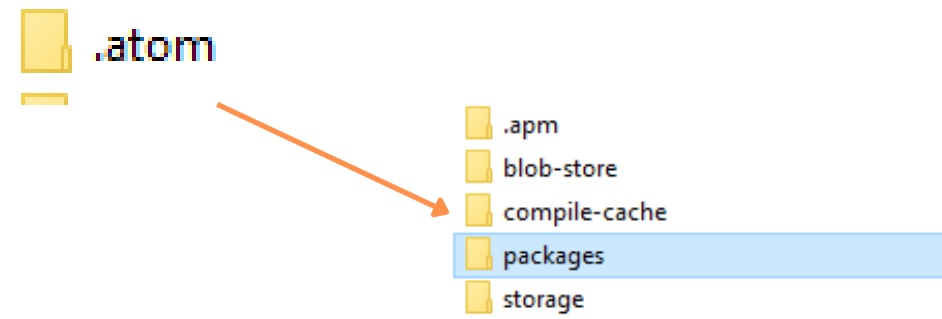 .atom
.apm
blob-store
compile-cache
packages
storage